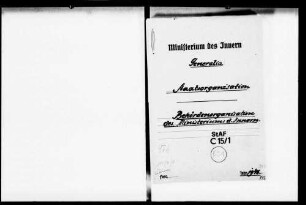 Ministerium des Innern
Generalia
Staatsorganisation
Behördenorganisation
des Ministeriums d. Innern
StAF
C 15/1